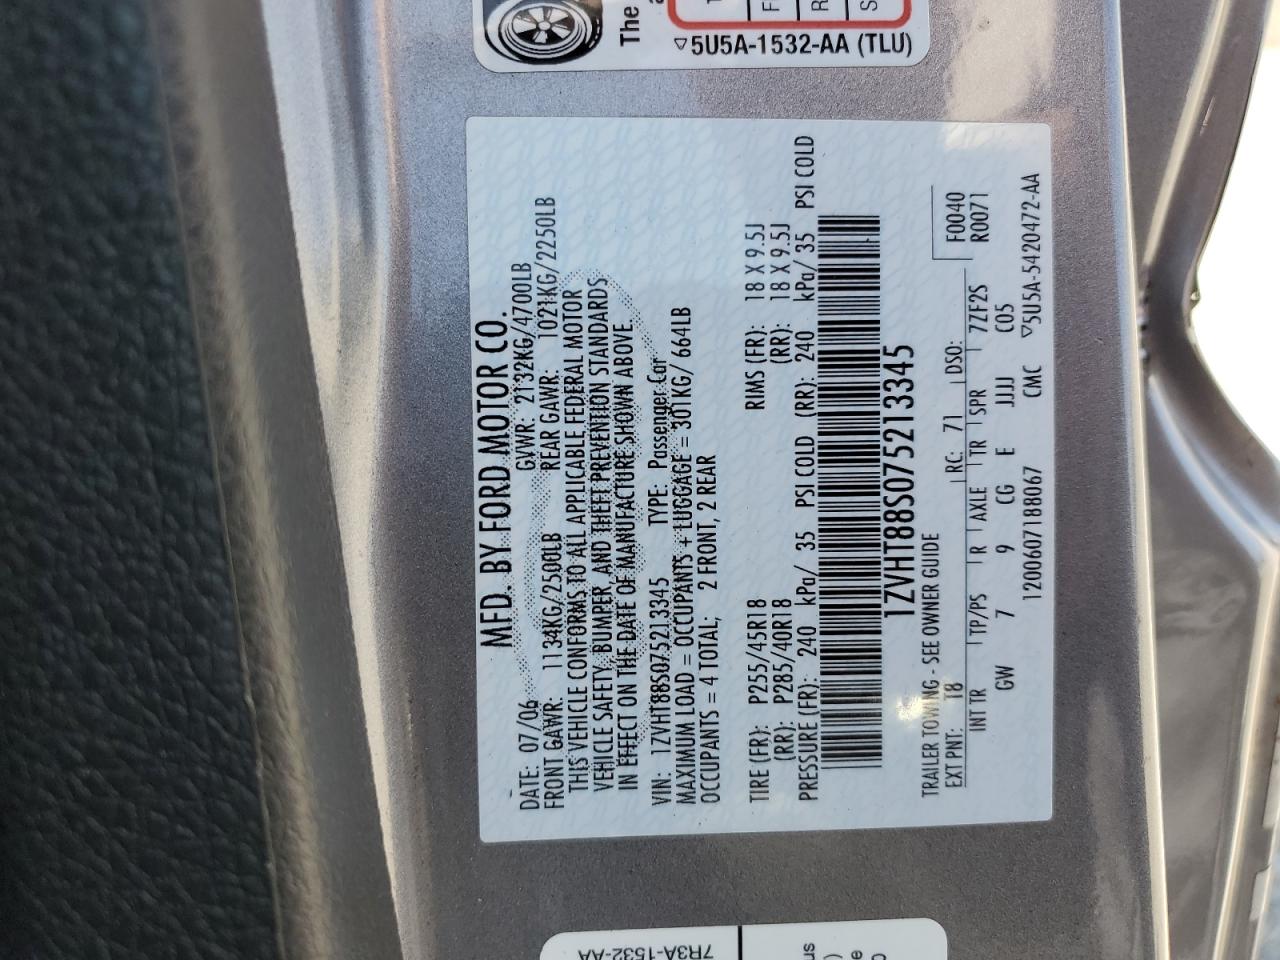 MFD. BY FORD MOTOR CO.
DATE: 07/06 GVWR: 2132KG/4700LB
FRONT GAWR: 1134KG/2500LB REAR GAWR: 1021KG/2250LB
THIS VEHICLE CONFORMS TO ALL APPLICABLE FEDERAL MOTOR
VEHICLE SAFETY, BUMPER, AND THEFT PREVENTION STANDARDS
IN EFFECT ON THE DATE OF MANUFACTURE SHOWN ABOVE.
VIN: 1ZVHT88S075213345 TYPE: Passenger Car
MAXIMUM LOAD = OCCUPANTS + LUGGAGE = 301KG/ 664LB
OCCUPANTS = 4 TOTAL; 2 FRONT, 2 REAR
TIRE (FR): P255/45R18 RIMS (FR): 18 X 9.5J
(RR): P285/40R18 (RR): 18 X 9.5J
PRESSURE (FR): 240 kPa/ 35 PSI COLD (RR): 240 kPa/ 35 PSI COLD
1ZVHT88S075213345
TRAILER TOWING - SEE OWNER GUIDE
EXT PNT: T8 RC: 71 DSO: F0040
INT TR TP/PS R AXLE TR SPR 7ZF2S R0071
GW 7 9 CG E JJJJ C05
1200607188067 CMC ▽5U5A-5420472-AA
The
▽5U5A-1532-AA (TLU)
7R3A-1532-AA